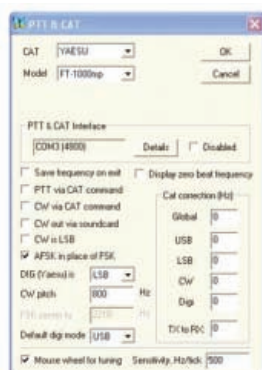 PTT & CAT
CAT YAESU OK
Model FT-1000mp Cancel
PTT & CAT Interface
COM3 (4800) Details Disabled
Save frequency on exit Display zero beat frequency
PTT via CAT command
CW via CAT command Cat correction (Hz)
CW out via soundcard Global 0
CW is LSB USB 0
AFSK in place of FSK LSB 0
DIG (Yaesu) is LSB CW 0
CW pitch 800 Hz Digi 0
Hz
Default digi mode USB TX to RX 0
Mouse wheel for tuning Sensitivity, Hz/tick 500